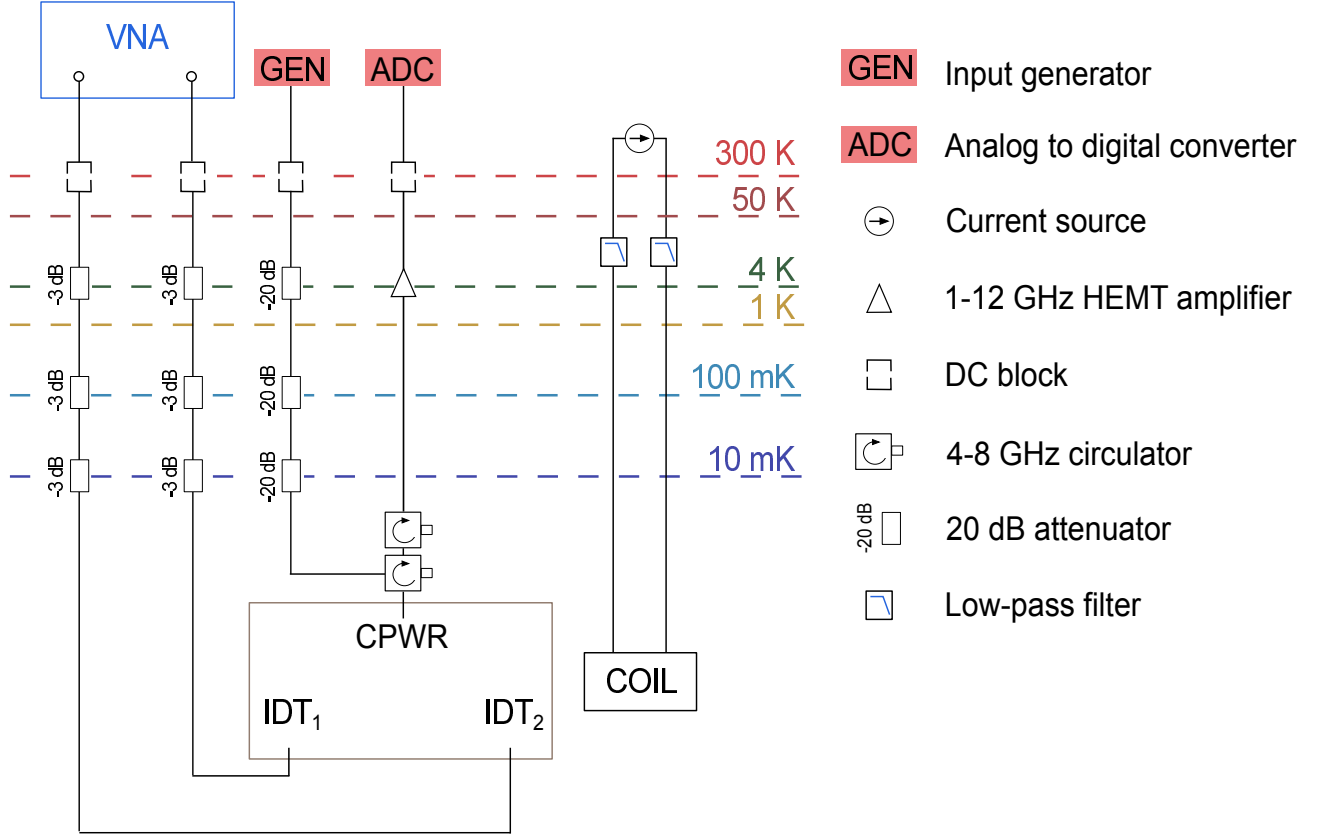 VNA
GEN
ADC
300 K
50 K
4 K
1 K
100 mK
10 mK
-3 dB
-3 dB
-20 dB
-3 dB
-3 dB
-20 dB
-3 dB
-3 dB
-20 dB
CPWR
IDT₁
IDT₂
COIL
GEN Input generator
ADC Analog to digital converter
Current source
1-12 GHz HEMT amplifier
DC block
4-8 GHz circulator
-20 dB 20 dB attenuator
Low-pass filter